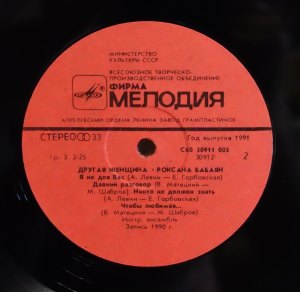 МИНИСТЕРСТВО
КУЛЬТУРЫ СССР
ВСЕСОЮЗНОЕ ТВОРЧЕСКО-
ПРОИЗВОДСТВЕННОЕ ОБЪЕДИНЕНИЕ
ФИРМА
МЕЛОДИЯ
АПРЕЛЕВСКИЙ ОРДЕНА ЛЕНИНА ЗАВОД ГРАМПЛАСТИНОК
СТЕРЕО 33
Год выпуска 1991
Гр. 3. 2-25
С60 30911 005
30912
2
ДРУГАЯ ЖЕНЩИНА - РОКСАНА БАБАЯН
Я не для Вас (А. Левин — Е. Горбовская)
Давний разговор (В. Матецкий —
М. Шабров). Никто не должен знать
(А. Левин — Е. Горбовская)
Чтобы любимая...
(В. Матецкий — М. Шабров)
Инстр. ансамбль
Запись 1990 г.